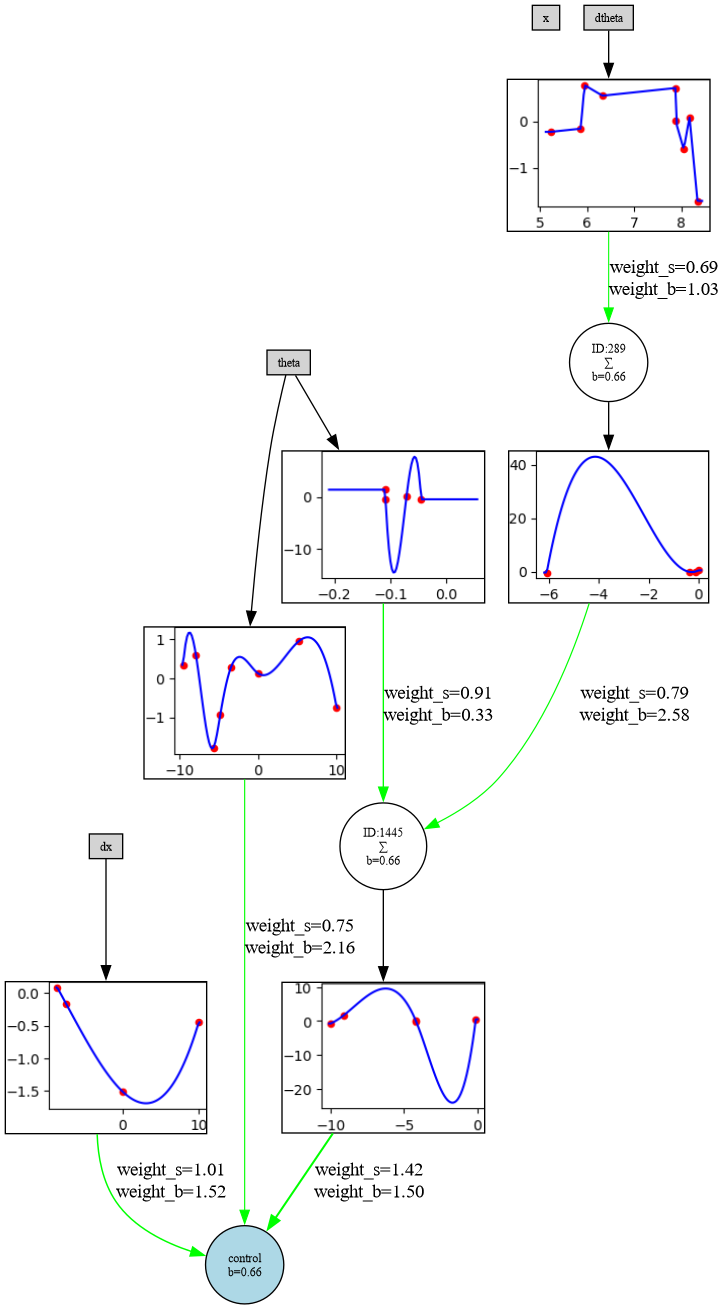 x
dtheta
0
−1
5 6 7 8
weight_s=0.69
weight_b=1.03
ID:289
∑
b=0.66
theta
0
−10
−0.2 −0.1 0.0
40
20
0
−6 −4 −2 0
1
0
−1
−10 0 10
weight_s=0.91
weight_b=0.33
weight_s=0.79
weight_b=2.58
ID:1445
∑
b=0.66
dx
weight_s=0.75
weight_b=2.16
0.0
−0.5
−1.0
−1.5
0 10
10
0
−10
−20
−10 −5 0
weight_s=1.01
weight_b=1.52
weight_s=1.42
weight_b=1.50
control
b=0.66